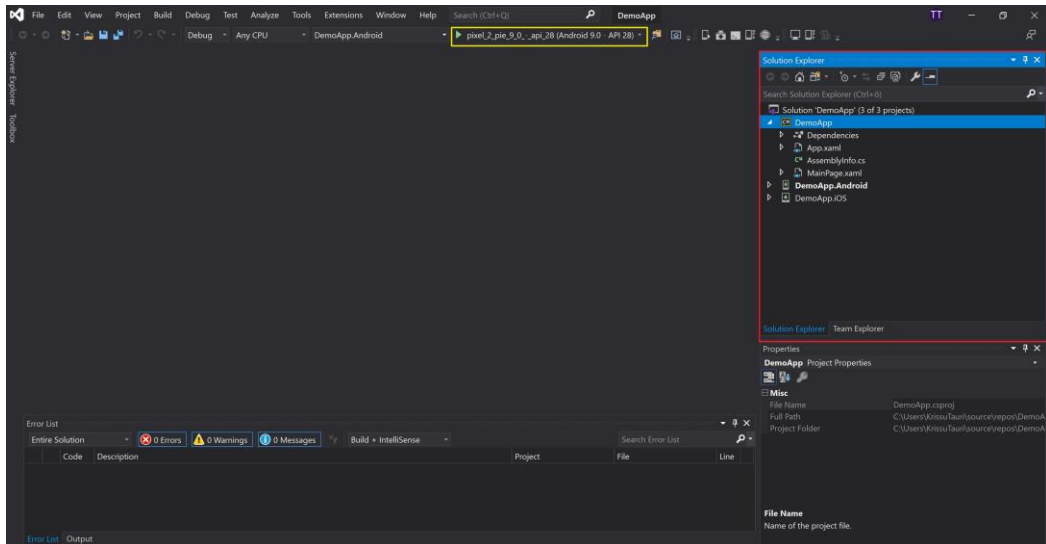 File Edit View Project Build Debug Test Analyze Tools Extensions Window Help Search (Ctrl+Q) DemoApp TT
Debug Any CPU DemoApp.Android pixel_2_pie_9_0_-_api_28 (Android 9.0 - API 28)
Server Explorer
Toolbox
Solution Explorer
Search Solution Explorer (Ctrl+ö)
Solution 'DemoApp' (3 of 3 projects)
DemoApp
Dependencies
App.xaml
AssemblyInfo.cs
MainPage.xaml
DemoApp.Android
DemoApp.iOS
Solution Explorer Team Explorer
Properties
DemoApp Project Properties
Misc
File Name DemoApp.csproj
Full Path C:\Users\KrissuTauri\source\repos\DemoA
Project Folder C:\Users\KrissuTauri\source\repos\DemoA
File Name
Name of the project file.
Error List
Entire Solution 0 Errors 0 Warnings 0 Messages Build + IntelliSense Search Error List
Code Description Project File Line
Error List Output